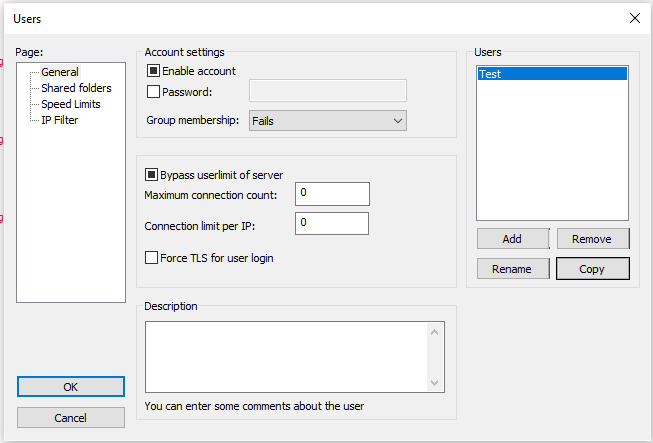 Users
Page:
General
Shared folders
Speed Limits
IP Filter
Account settings
Enable account
Password:
Group membership: Fails
Bypass userlimit of server
Maximum connection count: 0
Connection limit per IP: 0
Force TLS for user login
Description
You can enter some comments about the user
Users
Test
Add Remove
Rename Copy
OK
Cancel